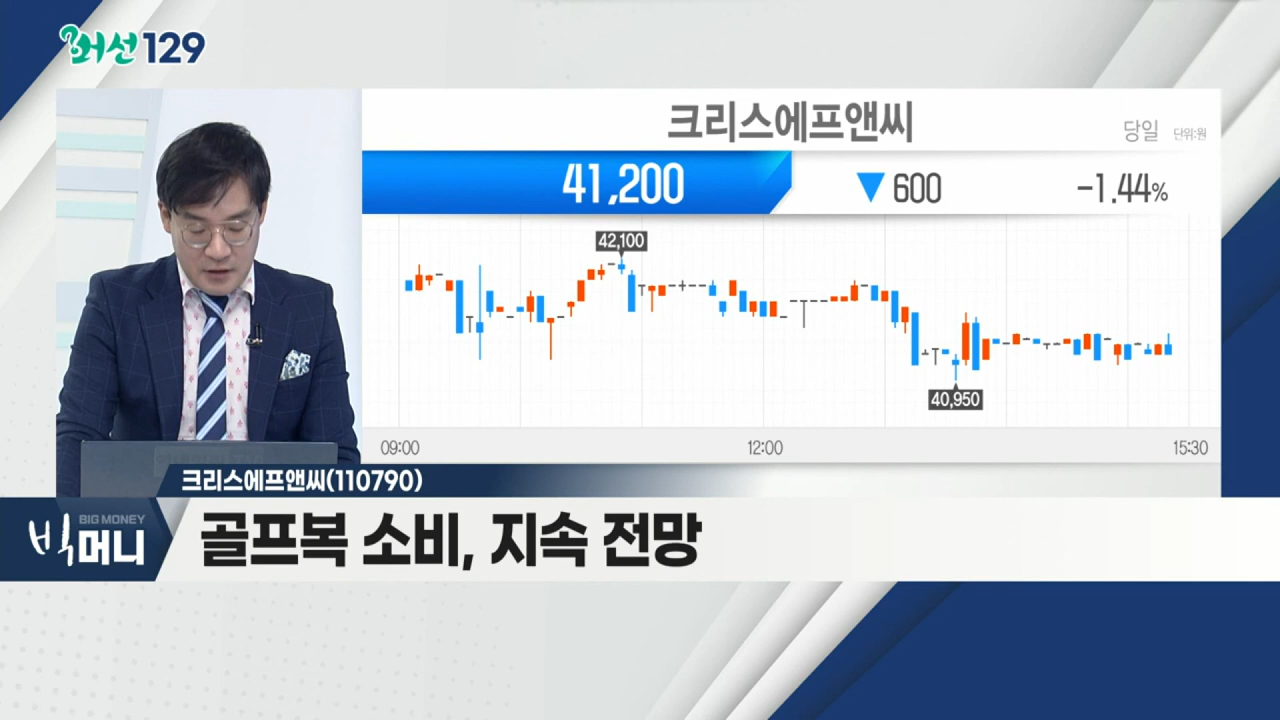 머선129
크리스에프앤씨
당일 단위:원
41,200 ▼600 -1.44%
42,100
40,950
09:00 12:00 15:30
크리스에프앤씨(110790)
BIG MONEY
빅머니
골프복 소비, 지속 전망